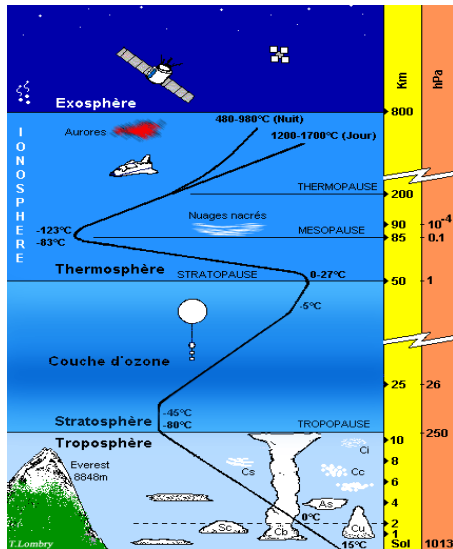 Km
hPa
Exosphère
800
480-980°C (Nuit)
Aurores
1200-1700°C (Jour)
IONOSPHERE
THERMOPAUSE
200
Nuages nacrés
-123°C
90
10-4
-83°C
MESOPAUSE
85
0.1
Thermosphère
STRATOPAUSE
0-27°C
50
1
-5°C
Couche d'ozone
25
26
-45°C
Stratosphère
-80°C
TROPOPAUSE
250
Troposphère
10
Everest
8848m
Cs
Ci
Cc
8
6
As
4
0°C
Sc
Cb
Cu
2
1
T.Lombry
15°C
Sol
1013